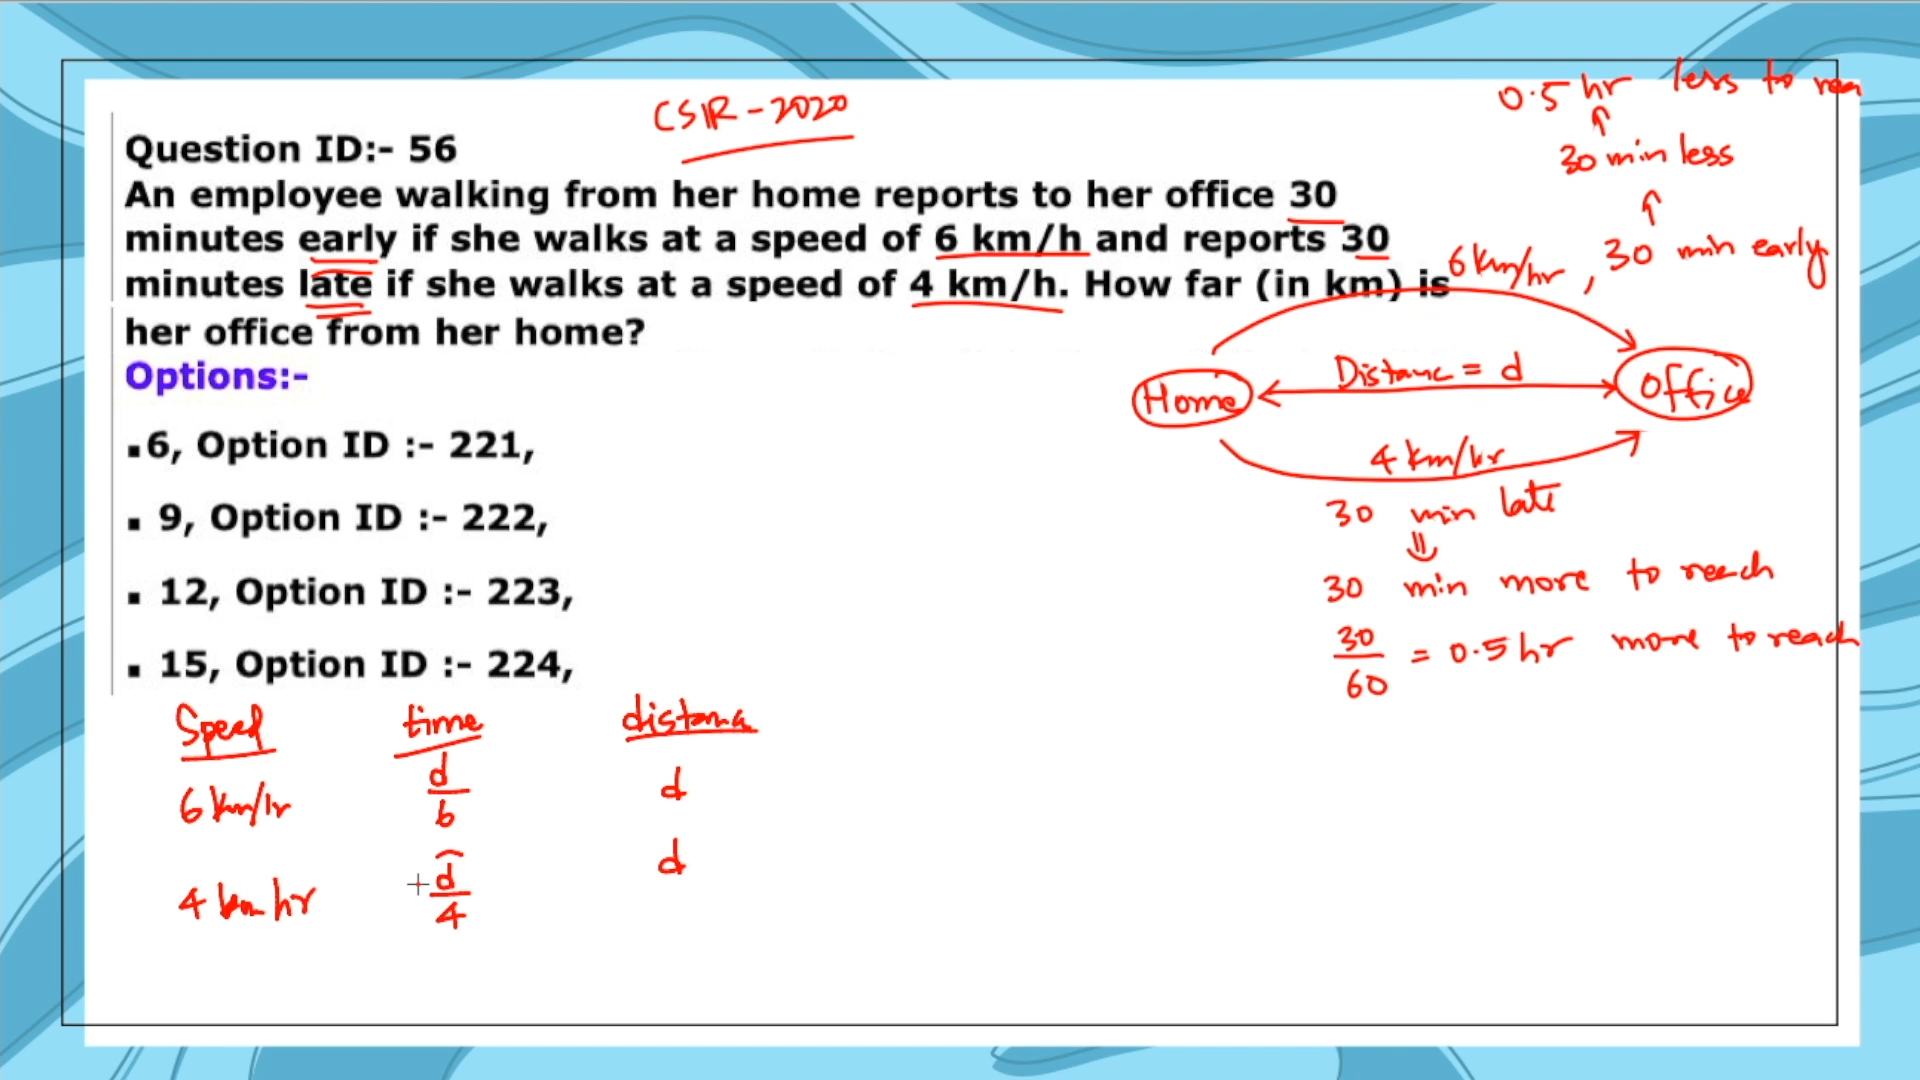 CSIR-2020
Question ID:- 56
An employee walking from her home reports to her office 30
minutes early if she walks at a speed of 6 km/h and reports 30
minutes late if she walks at a speed of 4 km/h. How far (in km) is
her office from her home?
Options:-
▪6, Option ID :- 221,
▪ 9, Option ID :- 222,
▪ 12, Option ID :- 223,
▪ 15, Option ID :- 224,
0.5 hr less to rea
↑
30 min less
↑
6 km/hr , 30 min early
Distance = d
Home
Office
4 km/hr
30 min late
⇓
30 min more to reach
30/60 = 0.5 hr more to reach
Speed time distance
6 km/hr d/6 d
4 km hr d/4 d